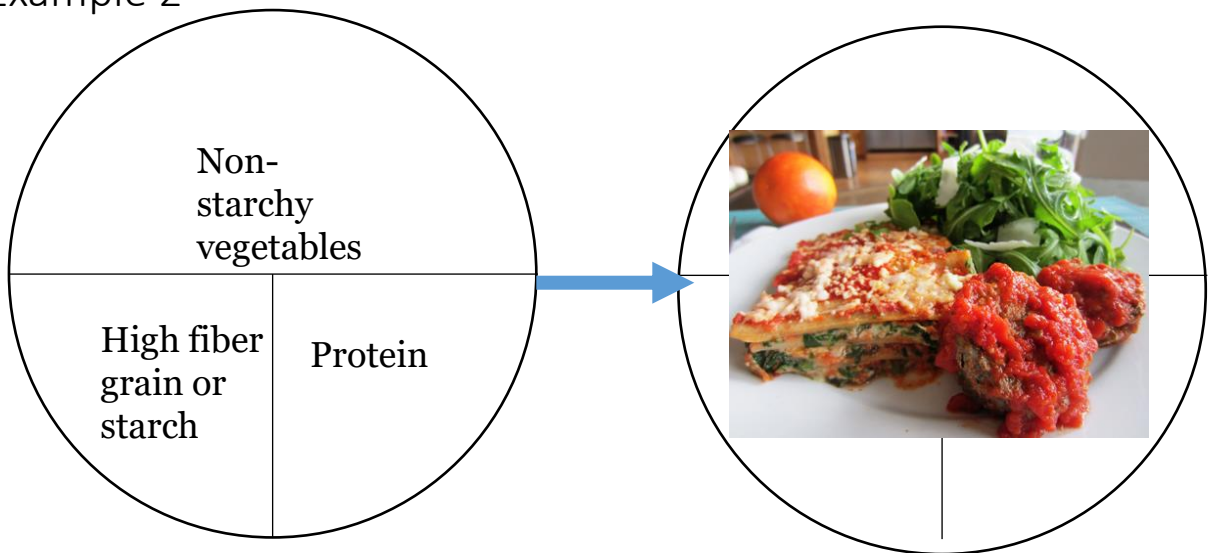 Example 2
Non-
starchy
vegetables
High fiber
grain or
starch
Protein